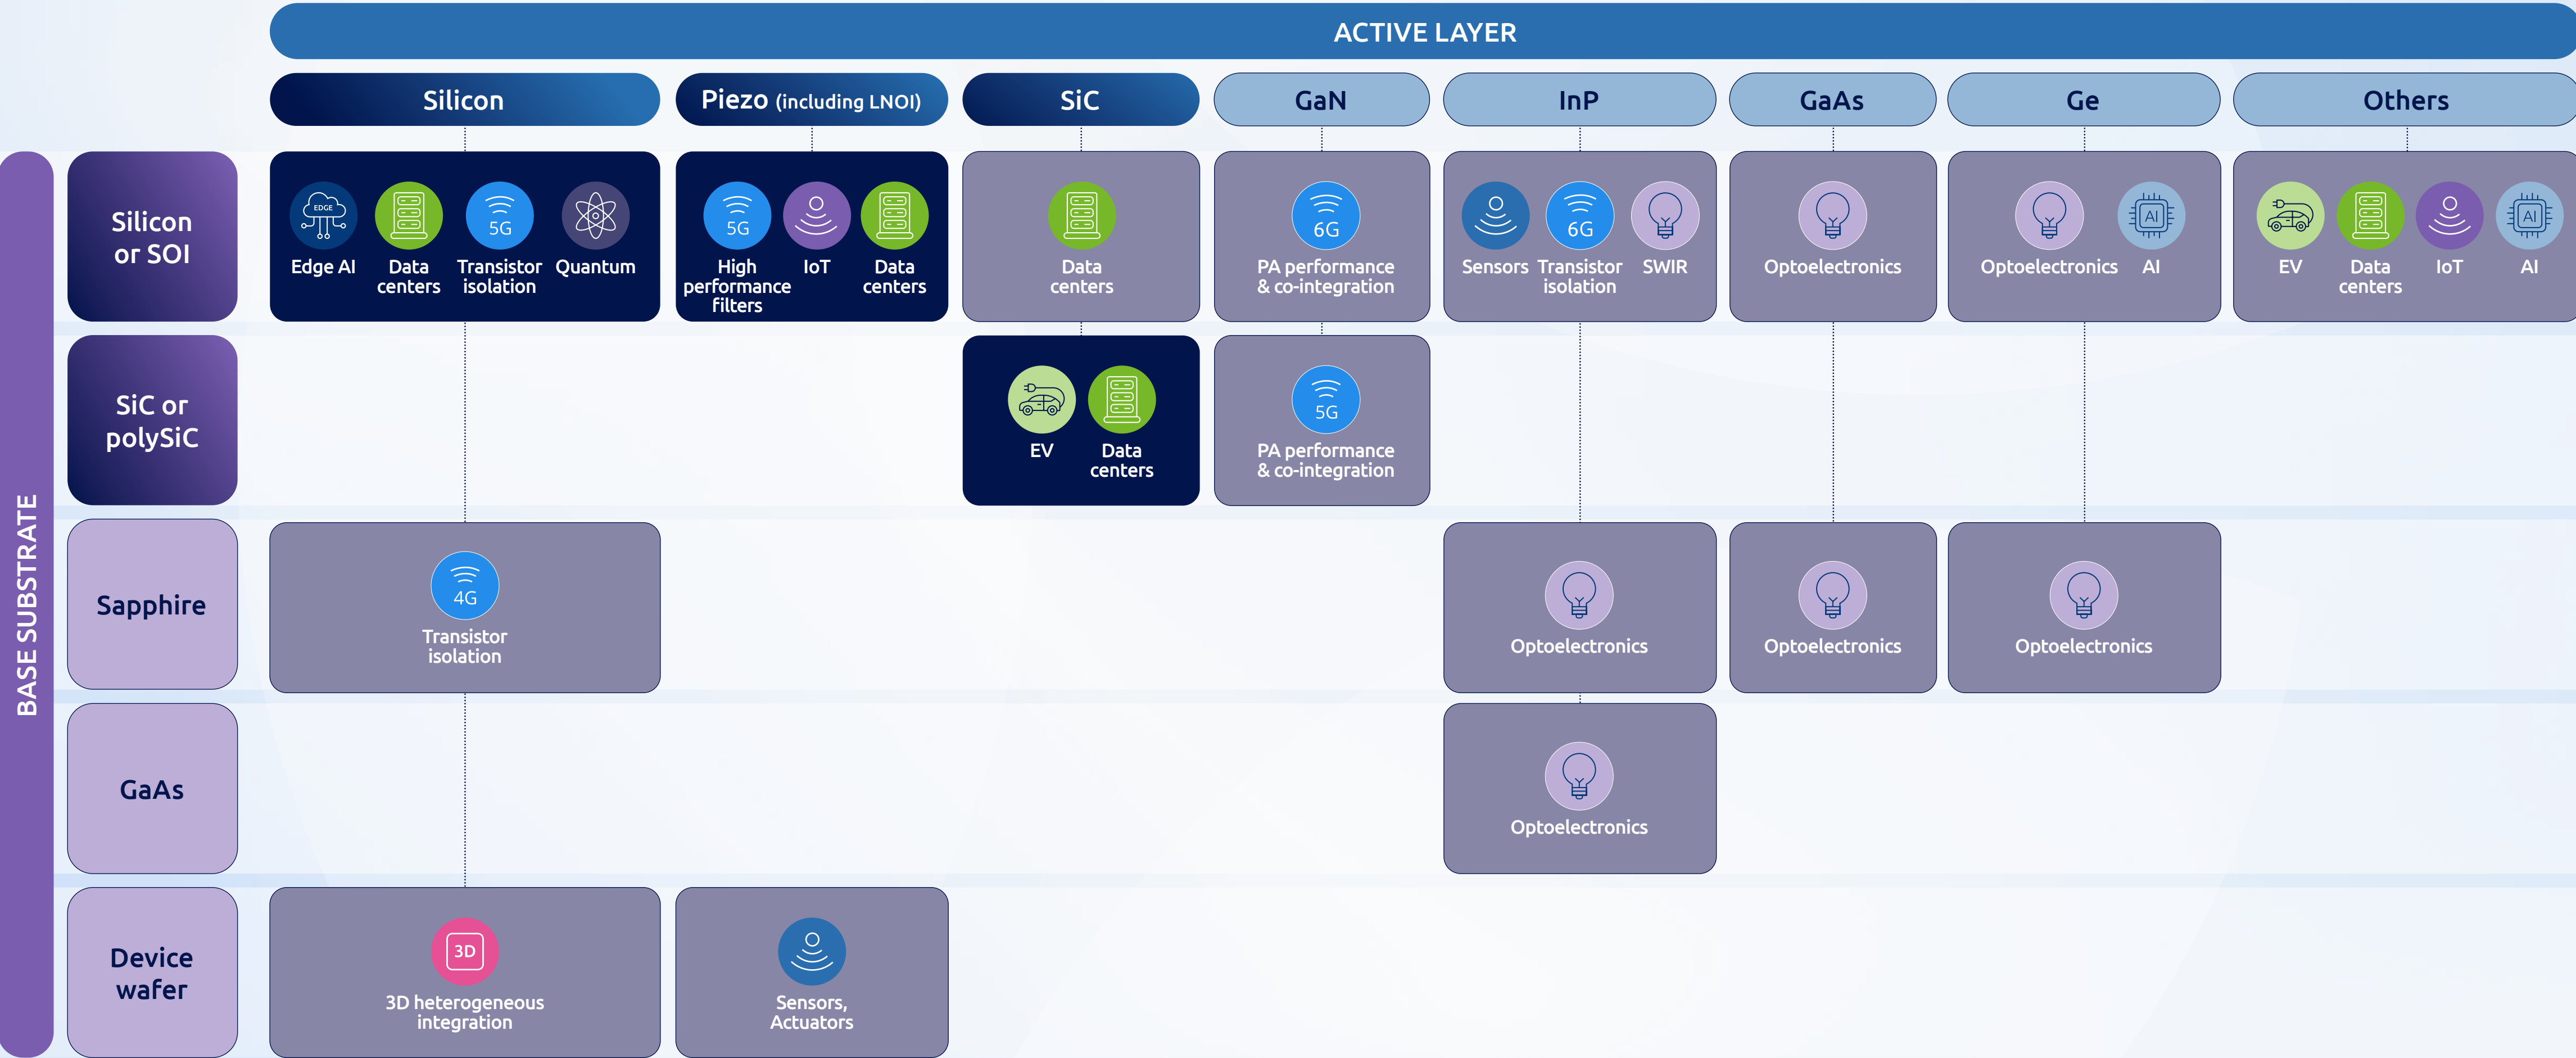 ACTIVE LAYER
Silicon
Piezo (including LNOI)
SiC
GaN
InP
GaAs
Ge
Others
BASE SUBSTRATE
Silicon
or SOI
EDGE
Edge AI
Data
centers
5G
Transistor
isolation
Quantum
5G
High
performance
filters
IoT
Data
centers
Data
centers
6G
PA performance
& co-integration
Sensors
6G
Transistor
isolation
SWIR
Optoelectronics
Optoelectronics
AI
AI
EV
Data
centers
IoT
AI
AI
SiC or
polySiC
EV
Data
centers
5G
PA performance
& co-integration
Sapphire
4G
Transistor
isolation
Optoelectronics
Optoelectronics
Optoelectronics
GaAs
Optoelectronics
Device
wafer
3D
3D heterogeneous
integration
Sensors,
Actuators